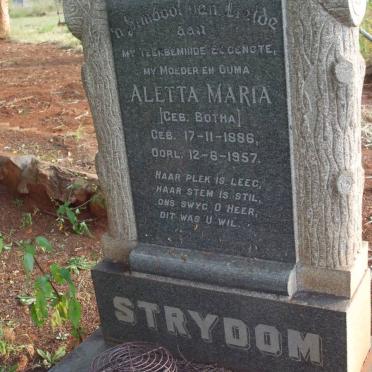 'n Simbool van Liefde
aan
my teerbeminde eggenote,
my moeder en ouma
Aletta Maria
[geb. Botha]
Geb. 17-11-1886,
Oorl. 12-6-1957.
Haar plek is leeg,
haar stem is stil,
ons swyg o Heer,
dit was U wil.
STRYDOM